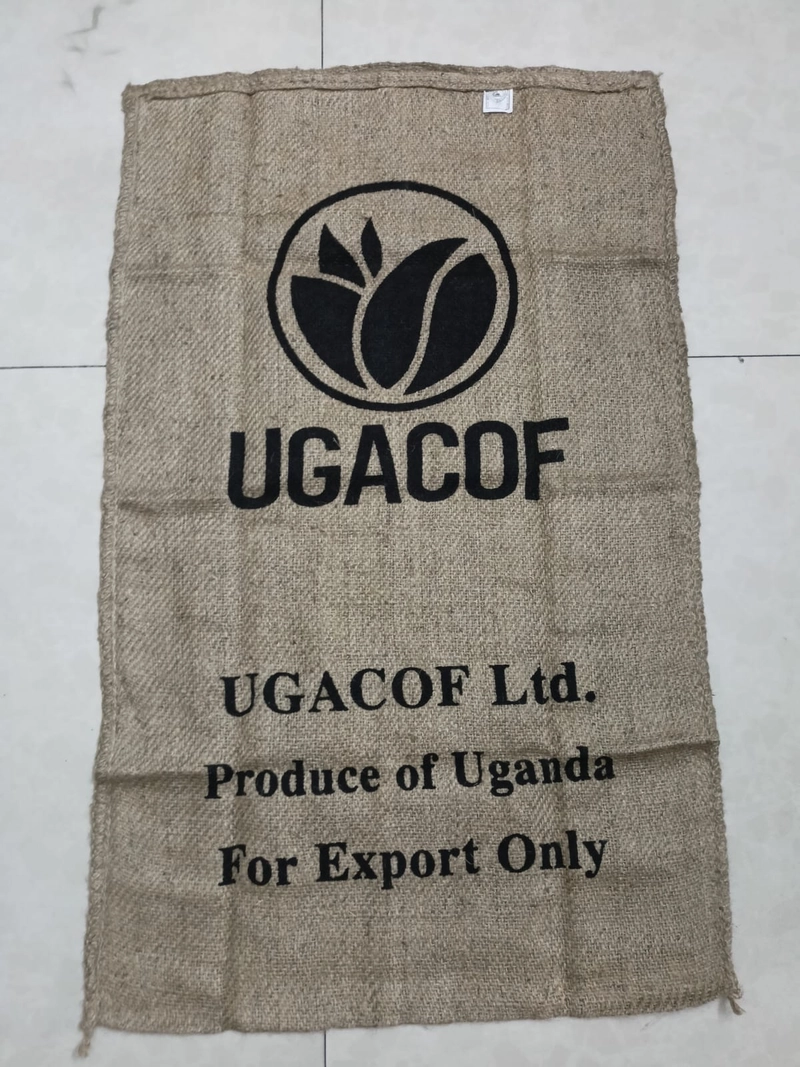 UGACOF
UGACOF Ltd.
Produce of Uganda
For Export Only